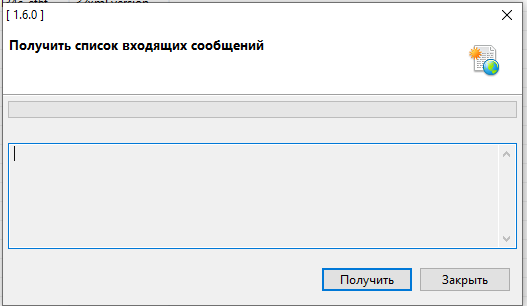 [ 1.6.0 ]
Получить список входящих сообщений
Получить
Закрыть